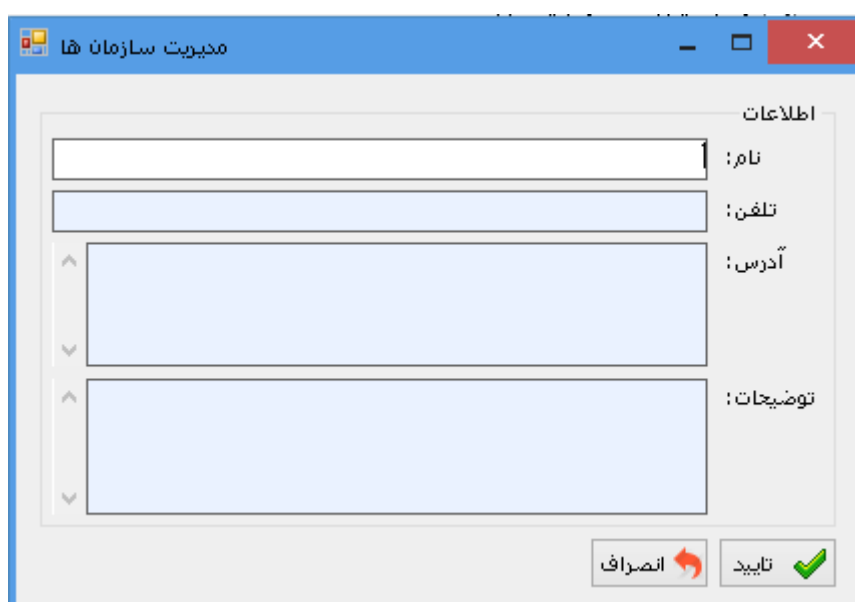 مدیریت سازمان ها
اطلاعات
نام:
تلفن:
آدرس:
توضیحات:
تایید
انصراف